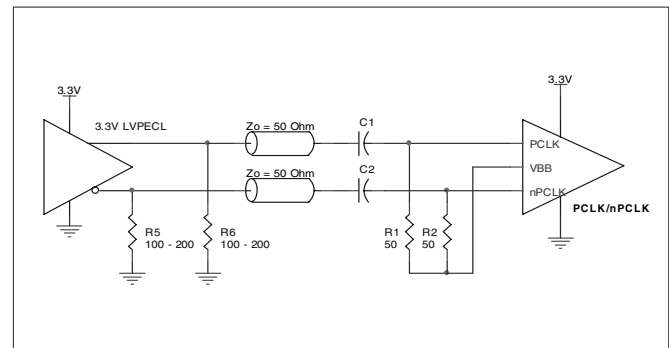 3.3V
3.3V
3.3V LVPECL
Zo = 50 Ohm
C1
PCLK
Zo = 50 Ohm
C2
VBB
nPCLK
PCLK/nPCLK
R5
100 - 200
R6
100 - 200
R1
50
R2
50